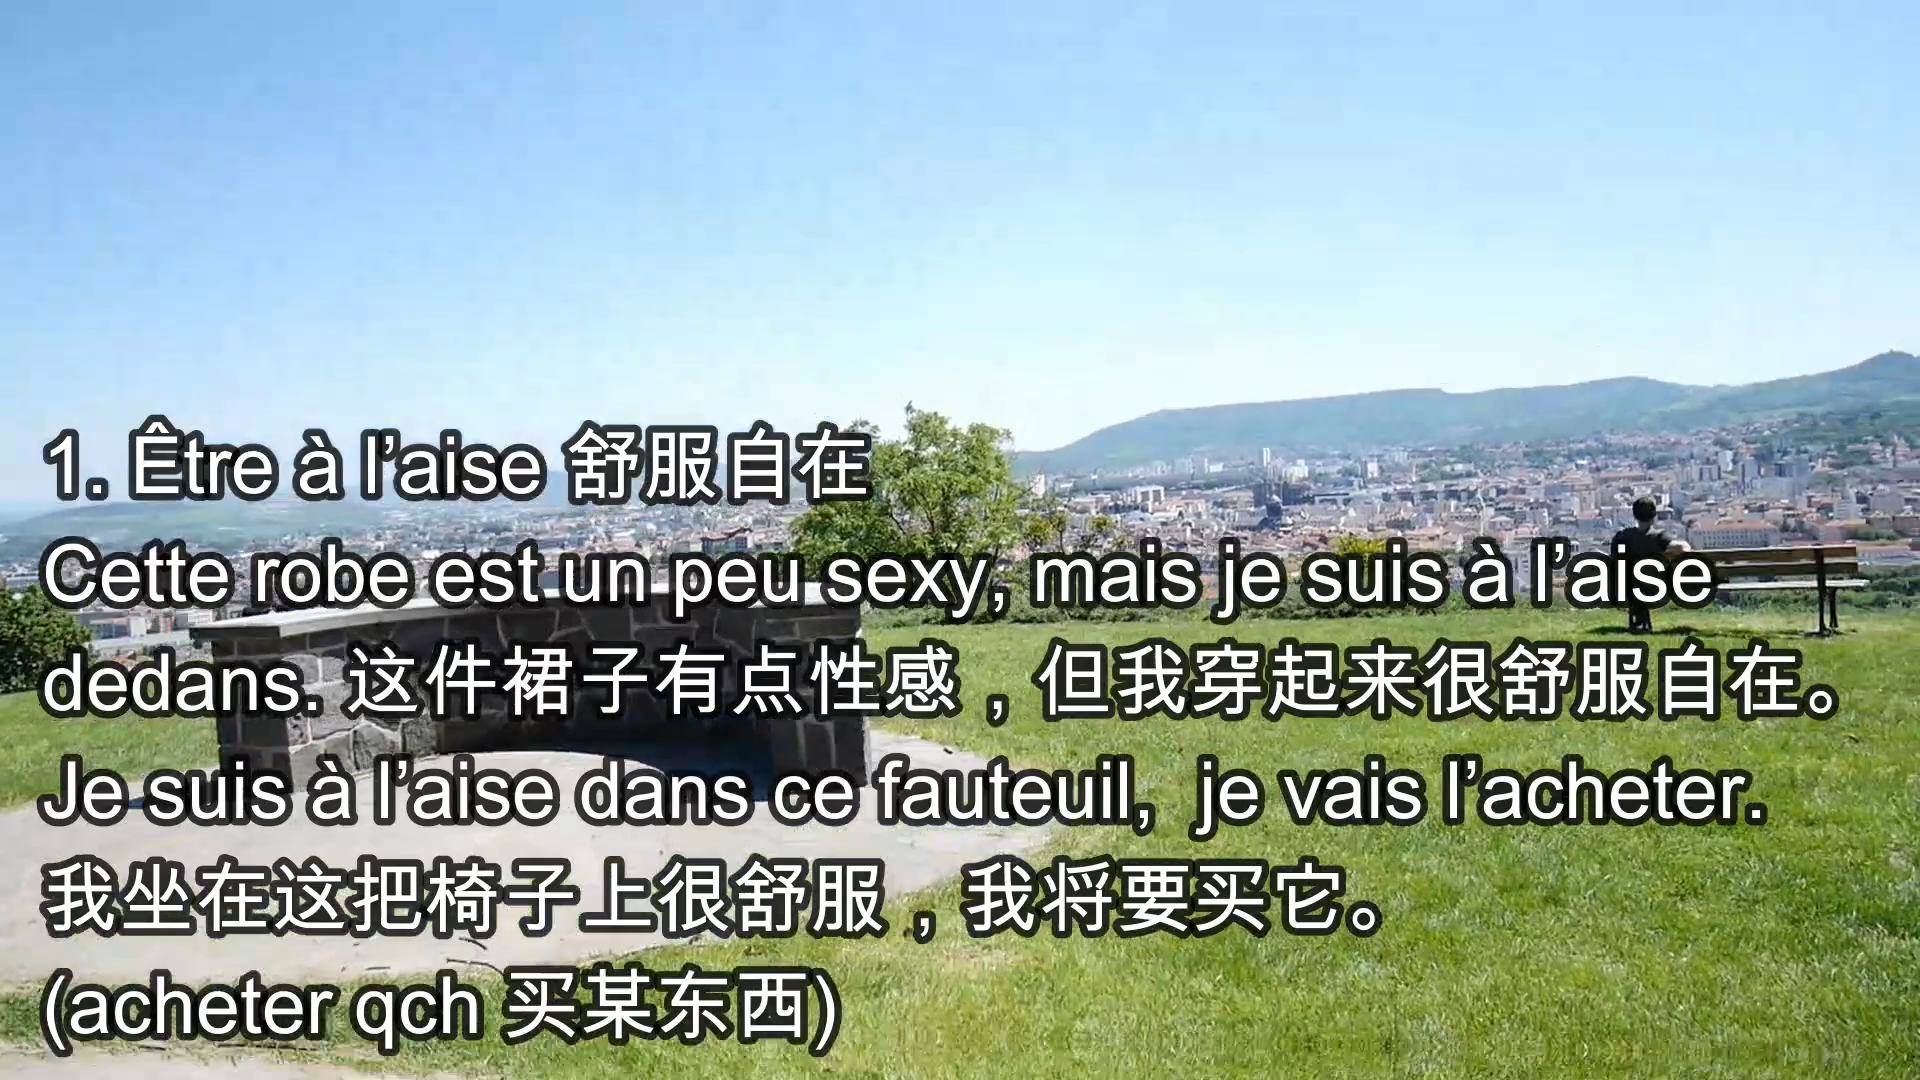 1. Être à l’aise 舒服自在
Cette robe est un peu sexy, mais je suis à l’aise
dedans. 这件裙子有点性感，但我穿起来很舒服自在。
Je suis à l’aise dans ce fauteuil,  je vais l’acheter.
我坐在这把椅子上很舒服，我将要买它。
(acheter qch 买某东西)